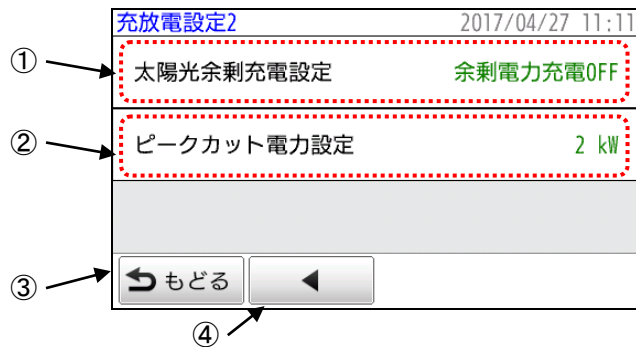 充放電設定2 2017/04/27 11:11
① 太陽光余剰充電設定 余剰電力充電OFF
② ピークカット電力設定 2 kW
③ もどる
④